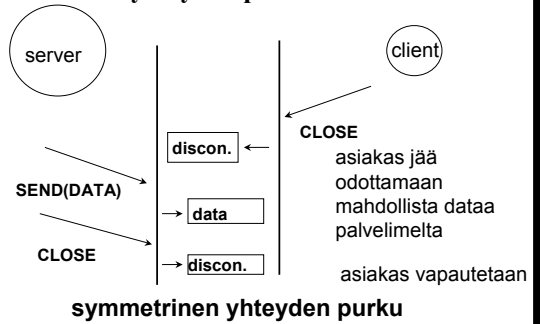 server
client
CLOSE
discon.
asiakas jää
odottamaan
mahdollista dataa
palvelimelta
SEND(DATA)
data
CLOSE
discon.
asiakas vapautetaan
symmetrinen yhteyden purku